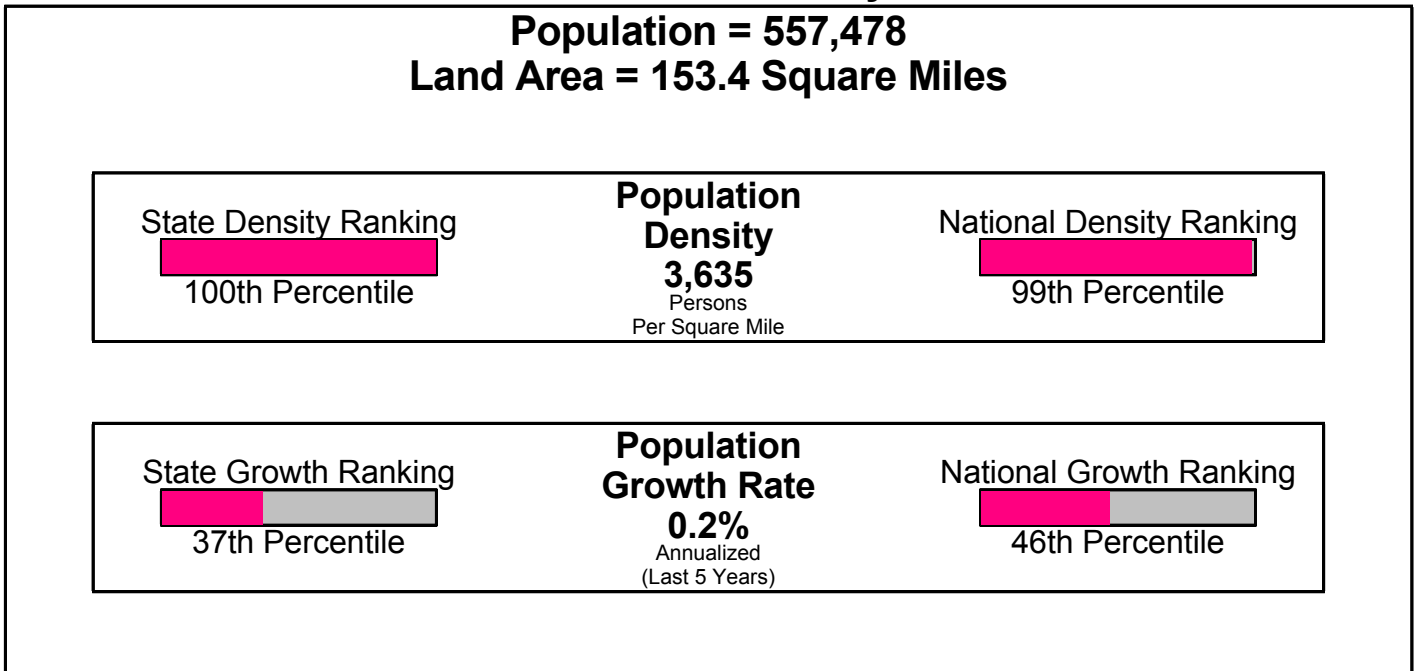 Population = 557,478
Land Area = 153.4 Square Miles
State Density Ranking
100th Percentile
Population
Density
3,635
Persons
Per Square Mile
National Density Ranking
99th Percentile
State Growth Ranking
37th Percentile
Population
Growth Rate
0.2%
Annualized
(Last 5 Years)
National Growth Ranking
46th Percentile